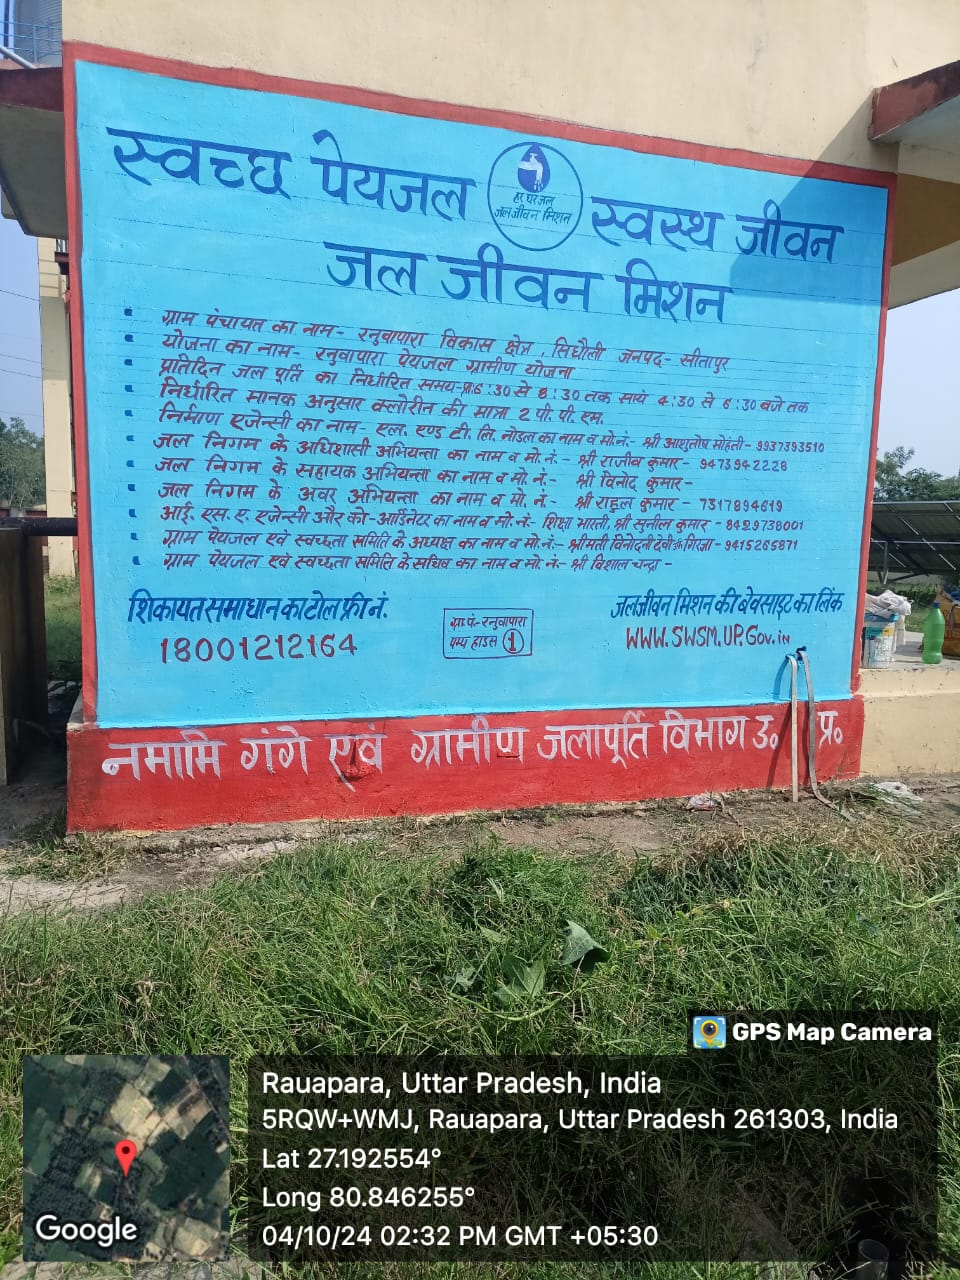 स्वच्छ पेयजल
हर घर जल
जल जीवन मिशन
स्वस्थ जीवन
जल जीवन मिशन
ग्राम पंचायत का नाम- रनुवापारा विकास क्षेत्र, सिधौली जनपद- सीतापुर
योजना का नाम- रनुवापारा पेयजल ग्रामीण योजना
प्रतिदिन जल पूर्ति का निर्धारित समय-प्रा: 6:30 से 8:30 तक सायं 4:30 से 6:30 बजे तक
निर्धारित मानक अनुसार क्लोरीन की मात्रा 2 पी. पी. एम.
निर्माण एजेन्सी का नाम- एल. एण्ड टी. लि. नोडल का नाम व मो.नं.- श्री आशुतोष मोहंती- 9937393510
जल निगम के अधिशासी अभियन्ता का नाम व मो. नं.- श्री राजीव कुमार- 9473942228
जल निगम के सहायक अभियन्ता का नाम व मो. नं.- श्री विनोद कुमार-
जल निगम के अवर अभियन्ता का नाम व मो. नं.- श्री राहुल कुमार - 7317894619
आई. एस. ए. एजेन्सी और को-आर्डिनेटर का नाम व मो.नं.- शिक्षा भारती, श्री सुनील कुमार - 8429738001
ग्राम पेयजल एवं स्वच्छता समिति के अध्यक्ष का नाम व मो.नं.- श्रीमती विनोदनी देवी ॐ गिरजा- 9415265871
ग्राम पेयजल एवं स्वच्छता समिति के सचिव का नाम व मो. नं.- श्री विशाल चन्द्रा-
शिकायत समाधान का टोल फ्री नं.
18001212164
ग्रा.पं.- रनुवापारा
पम्प हाउस 1
जल जीवन मिशन की बेवसाइट का लिंक
WWW.SWSM.UP.Gov.in
नमामि गंगे एवं ग्रामीण जलापूर्ति विभाग उ० प्र०
GPS Map Camera
Rauapara, Uttar Pradesh, India
5RQW+WMJ, Rauapara, Uttar Pradesh 261303, India
Lat 27.192554°
Long 80.846255°
04/10/24 02:32 PM GMT +05:30
Google